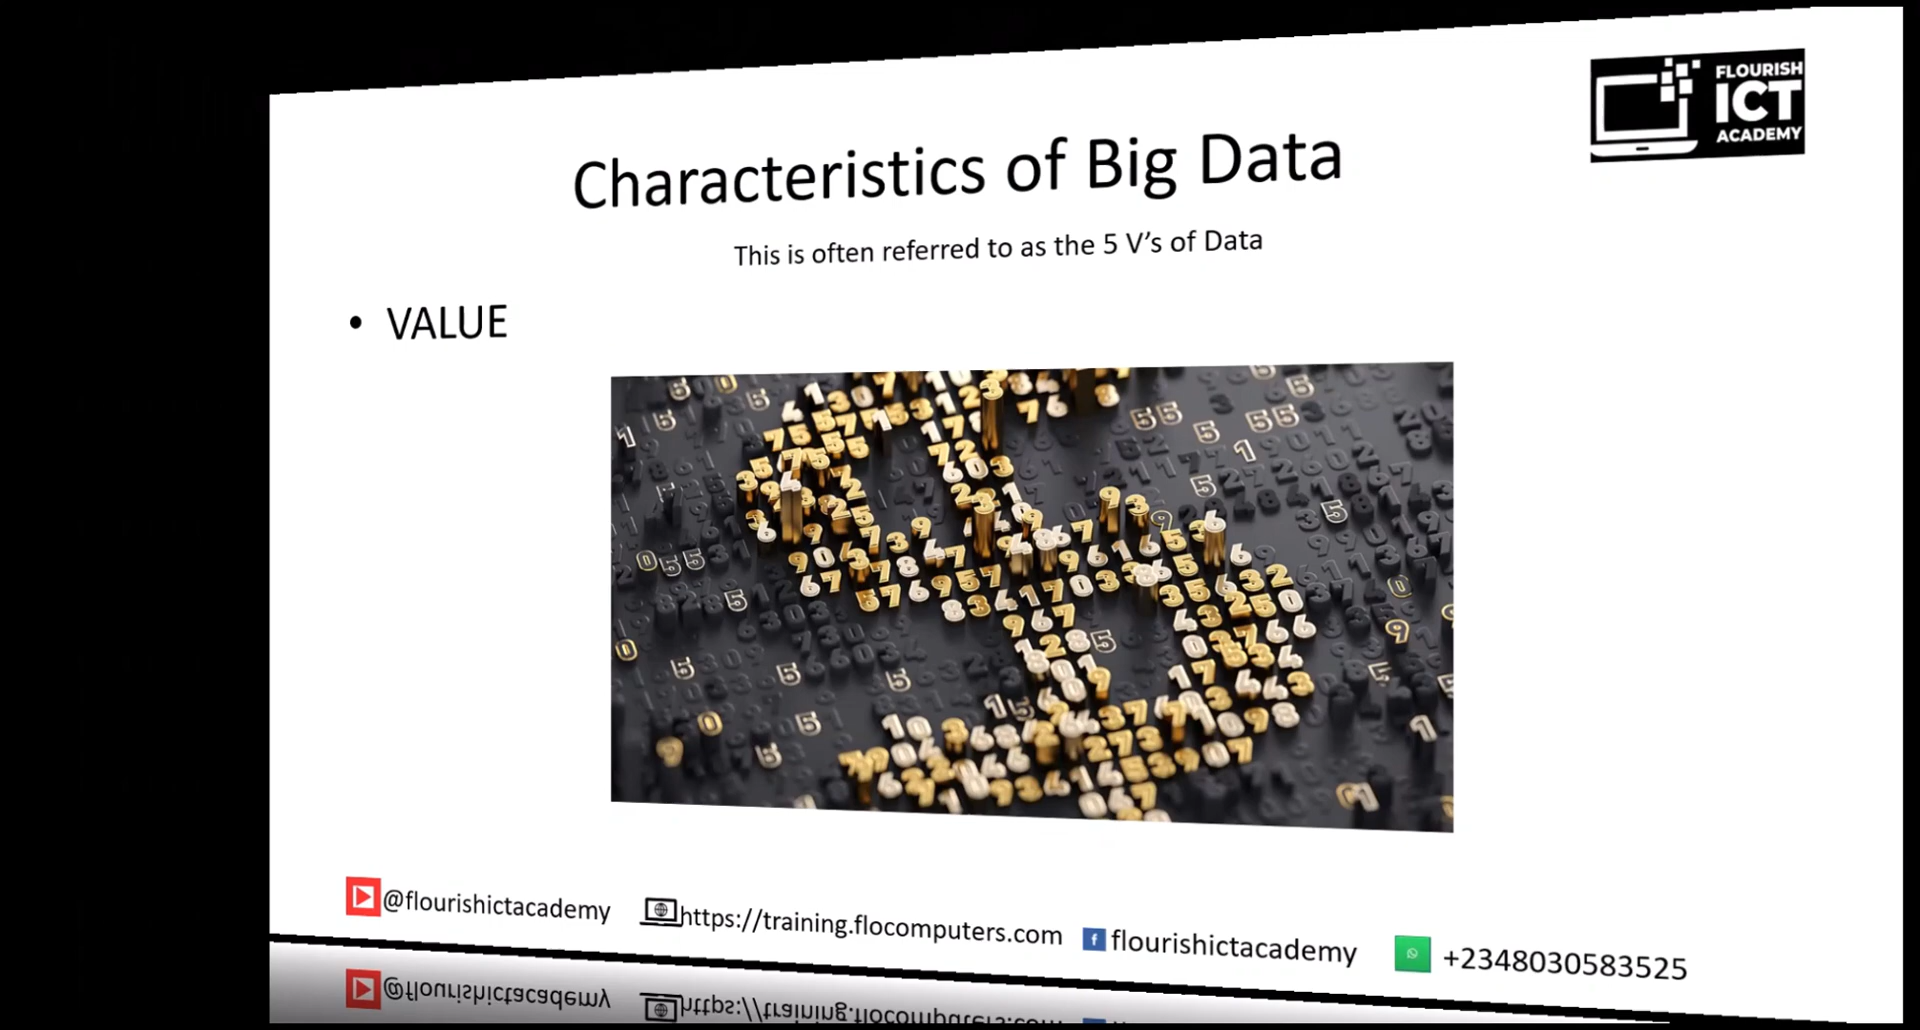 FLOURISH
ICT
ACADEMY
Characteristics of Big Data
This is often referred to as the 5 V’s of Data
• VALUE
@flourishictacademy
https://training.flocomputers.com
flourishictacademy
+2348030583525